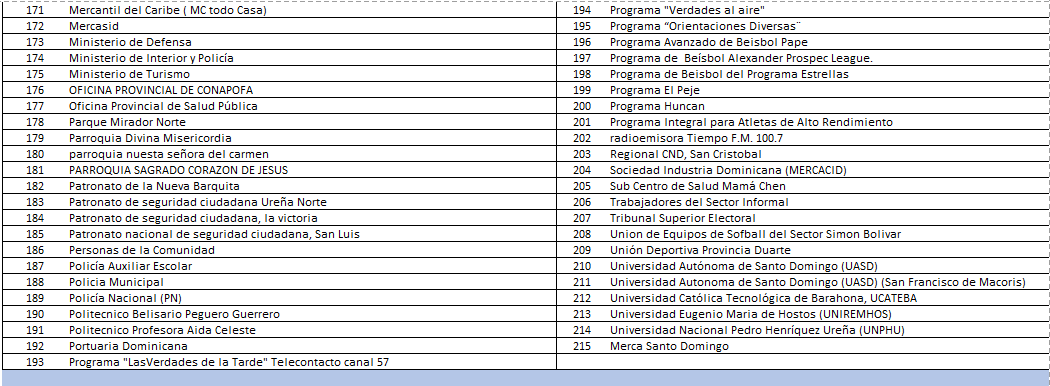 171 Mercantil del Caribe ( MC todo Casa)
172 Mercasid
173 Ministerio de Defensa
174 Ministerio de Interior y Policía
175 Ministerio de Turismo
176 OFICINA PROVINCIAL DE CONAPOFA
177 Oficina Provincial de Salud Pública
178 Parque Mirador Norte
179 Parroquia Divina Misericordia
180 parroquia nuesta señora del carmen
181 PARROQUIA SAGRADO CORAZON DE JESUS
182 Patronato de la Nueva Barquita
183 Patronato de seguridad ciudadana Ureña Norte
184 Patronato de seguridad ciudadana, la victoria
185 Patronato nacional de seguridad ciudadana, San Luis
186 Personas de la Comunidad
187 Policía Auxiliar Escolar
188 Policia Municipal
189 Policía Nacional (PN)
190 Politecnico Belisario Peguero Guerrero
191 Politecnico Profesora Aida Celeste
192 Portuaria Dominicana
193 Programa "LasVerdades de la Tarde" Telecontacto canal 57
194 Programa "Verdades al aire"
195 Programa “Orientaciones Diversas¨
196 Programa Avanzado de Beisbol Pape
197 Programa de Beísbol Alexander Prospec League.
198 Programa de Beisbol del Programa Estrellas
199 Programa El Peje
200 Programa Huncan
201 Programa Integral para Atletas de Alto Rendimiento
202 radioemisora Tiempo F.M. 100.7
203 Regional CND, San Cristobal
204 Sociedad Industria Dominicana (MERCACID)
205 Sub Centro de Salud Mamá Chen
206 Trabajadores del Sector Informal
207 Tribunal Superior Electoral
208 Union de Equipos de Sofball del Sector Simon Bolivar
209 Unión Deportiva Provincia Duarte
210 Universidad Autónoma de Santo Domingo (UASD)
211 Universidad Autonoma de Santo Domingo (UASD) (San Francisco de Macoris)
212 Universidad Católica Tecnológica de Barahona, UCATEBA
213 Universidad Eugenio Maria de Hostos (UNIREMHOS)
214 Universidad Nacional Pedro Henríquez Ureña (UNPHU)
215 Merca Santo Domingo